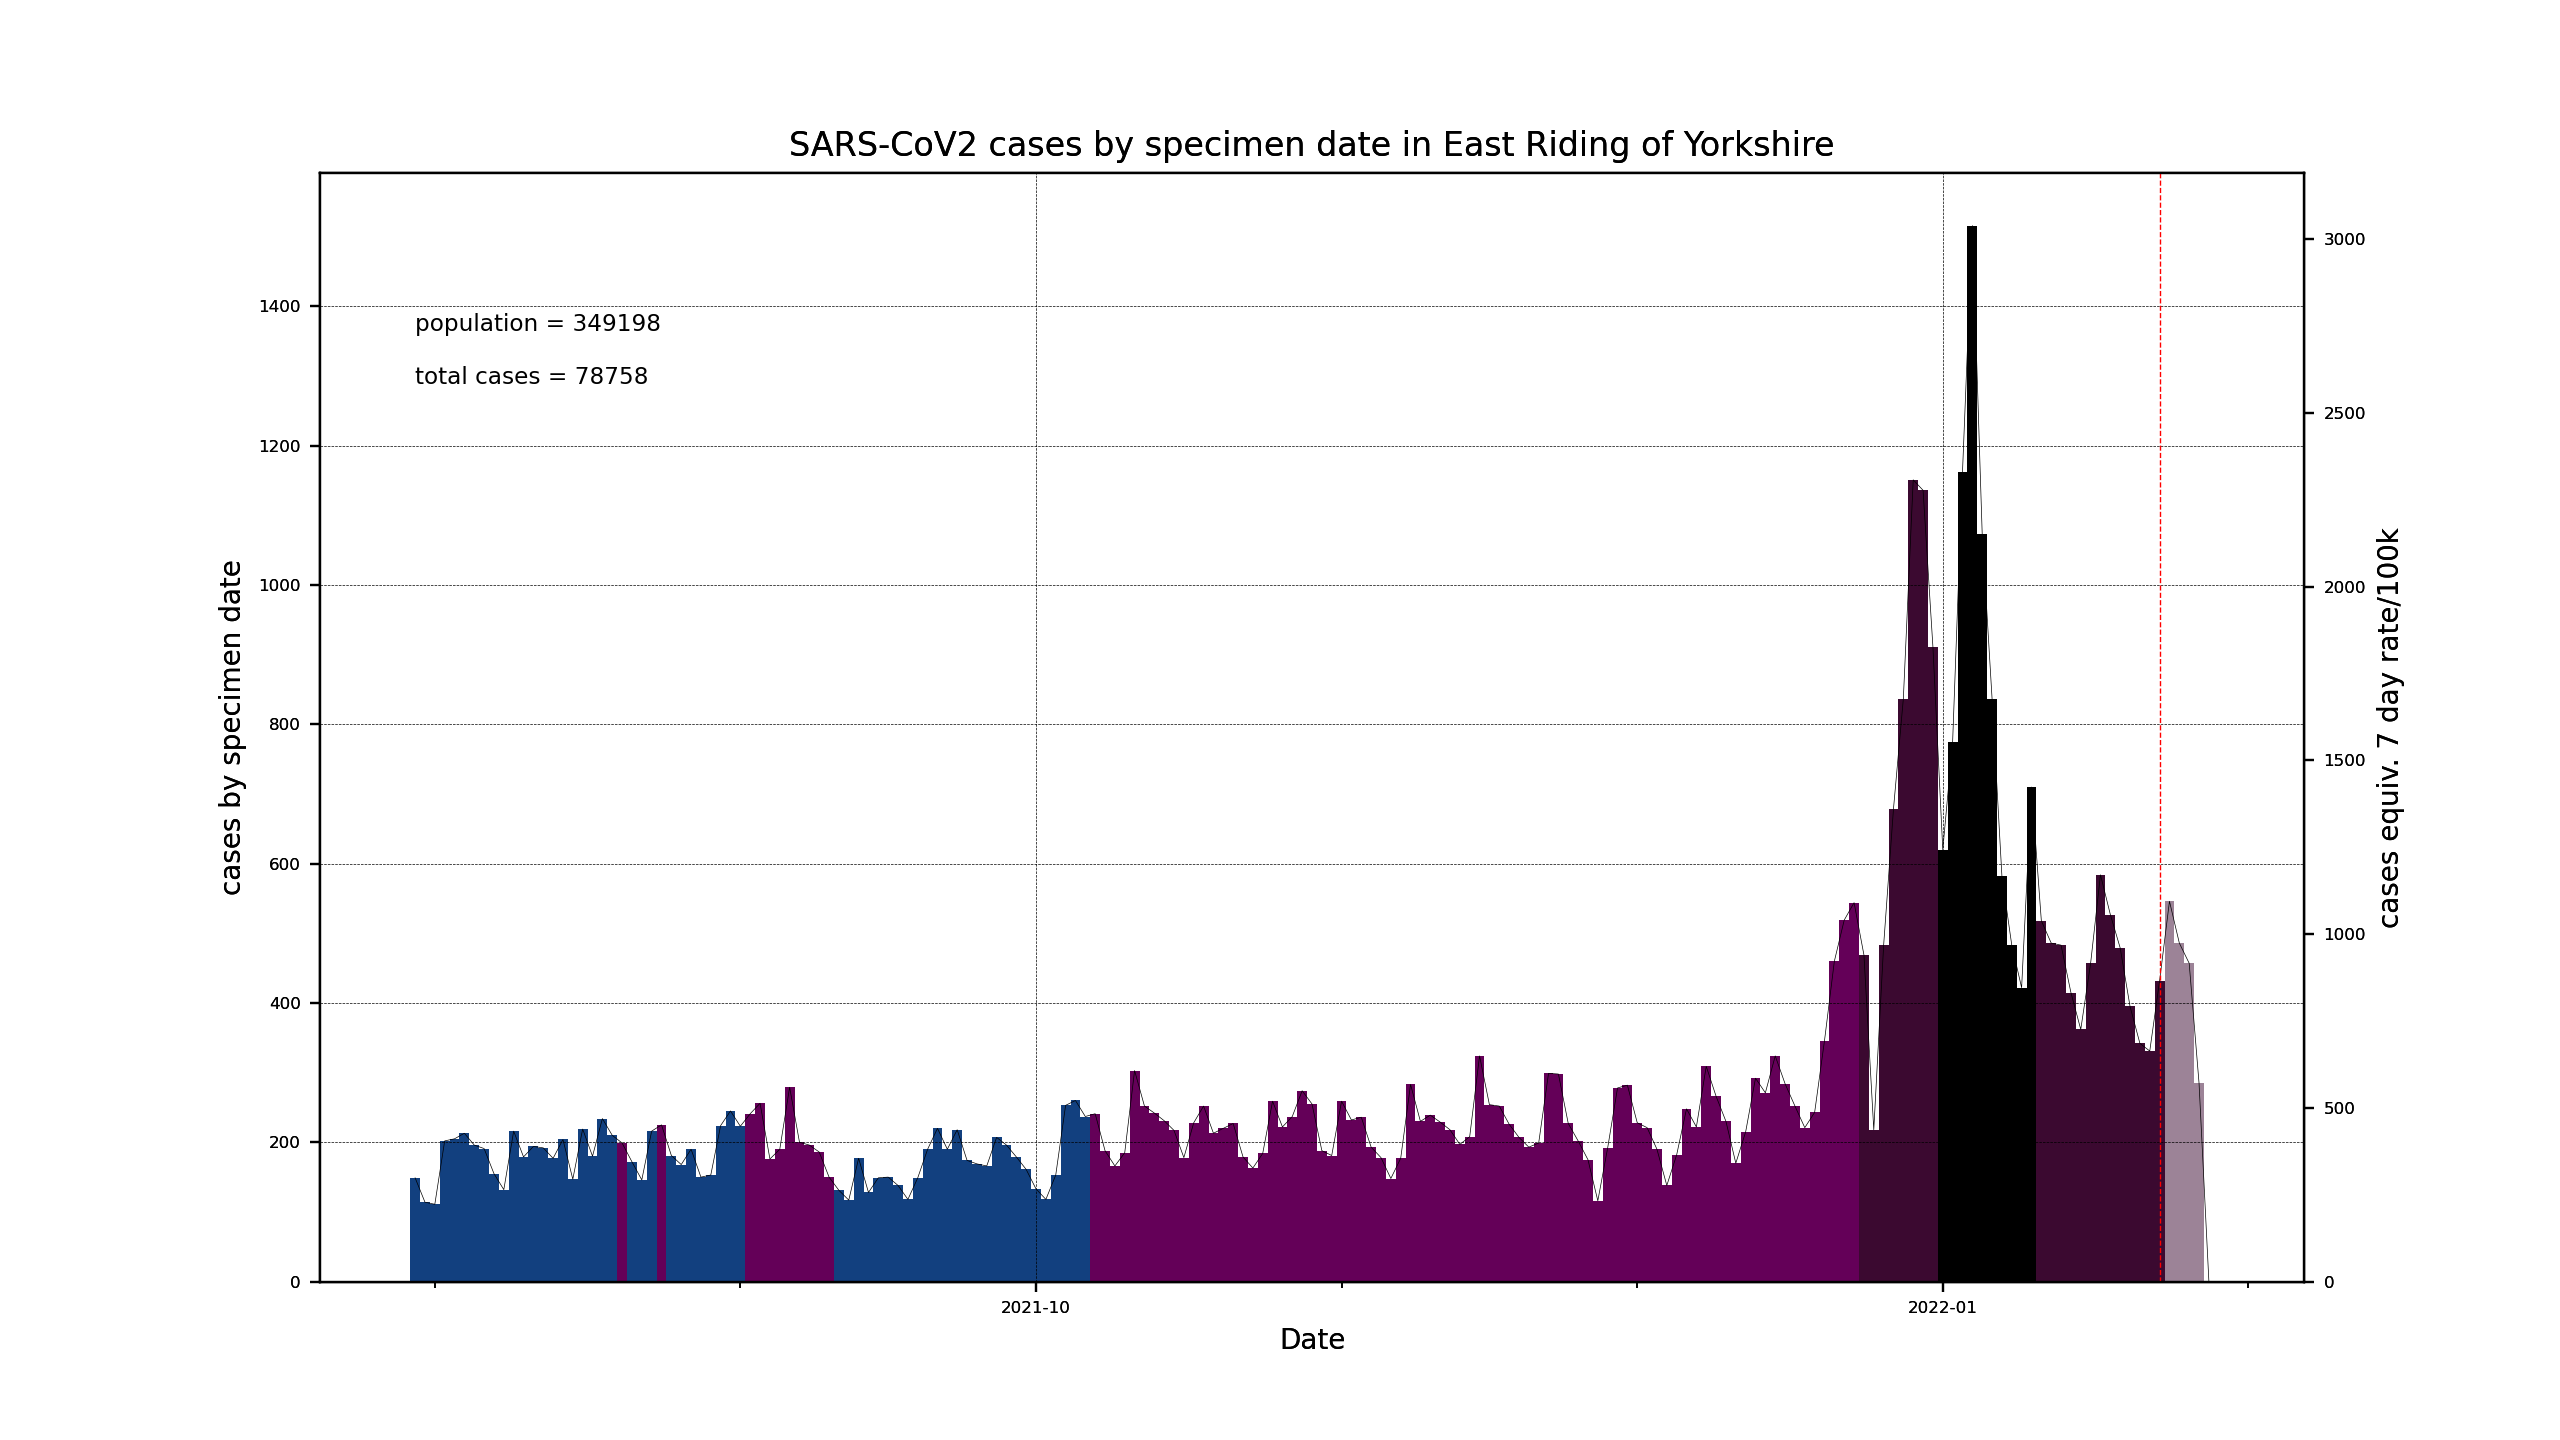 SARS-CoV2 cases by specimen date in East Riding of Yorkshire
population = 349198
total cases = 78758
cases by specimen date
1400
1200
1000
800
600
400
200
0
3000
2500
2000
1500
1000
500
0
cases equiv. 7 day rate/100k
2021-10
2022-01
Date